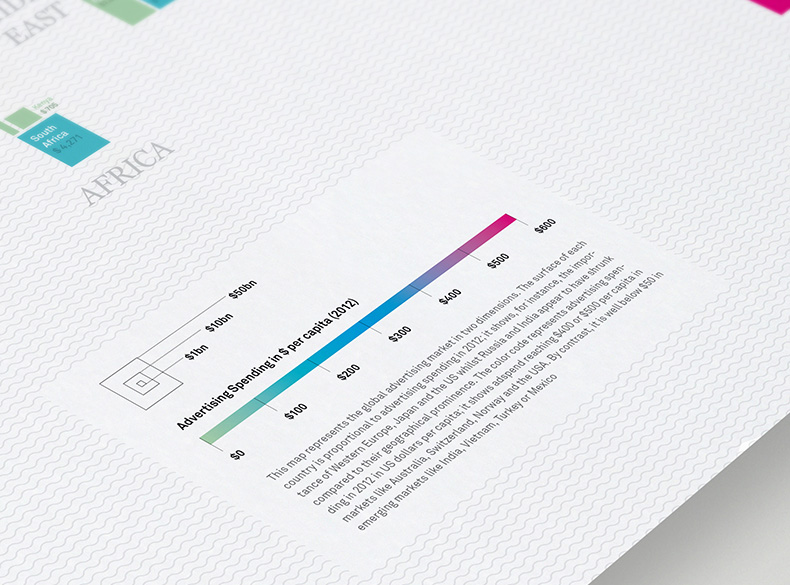 EAST
Kenya
$ 705
South
Africa
$ 4,271
AFRICA
$50bn
$10bn
$1bn
Advertising Spending in $ per capita (2012)
$0
$100
$200
$300
$400
$500
$600
This map represents the global advertising market in two dimensions. The surface of each
country is proportional to advertising spending in 2012; it shows, for instance, the impor-
tance of Western Europe, Japan and the US whilst Russia and India appear to have shrunk
compared to their geographical prominence. The color code represents advertising spen-
ding in 2012 in US dollars per capita; it shows adspend reaching $400 or $500 per capita in
markets like Australia, Switzerland, Norway and the USA. By contrast, it is well below $50 in
emerging markets like India, Vietnam, Turkey or Mexico